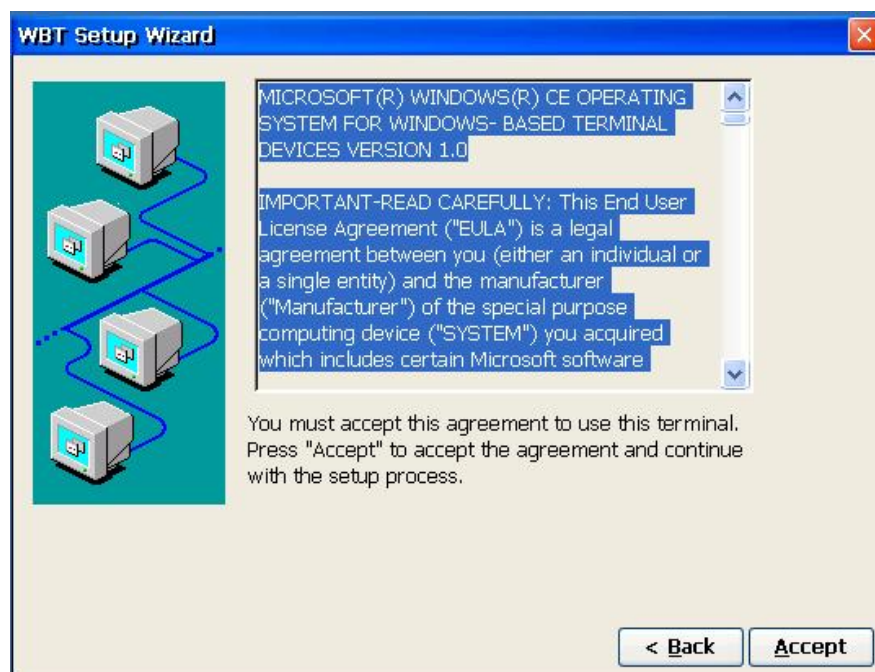 WBT Setup Wizard
MICROSOFT(R) WINDOWS(R) CE OPERATING
SYSTEM FOR WINDOWS- BASED TERMINAL
DEVICES VERSION 1.0
IMPORTANT-READ CAREFULLY: This End User
License Agreement ("EULA") is a legal
agreement between you (either an individual or
a single entity) and the manufacturer
("Manufacturer") of the special purpose
computing device ("SYSTEM") you acquired
which includes certain Microsoft software
You must accept this agreement to use this terminal.
Press "Accept" to accept the agreement and continue
with the setup process.
< Back
Accept